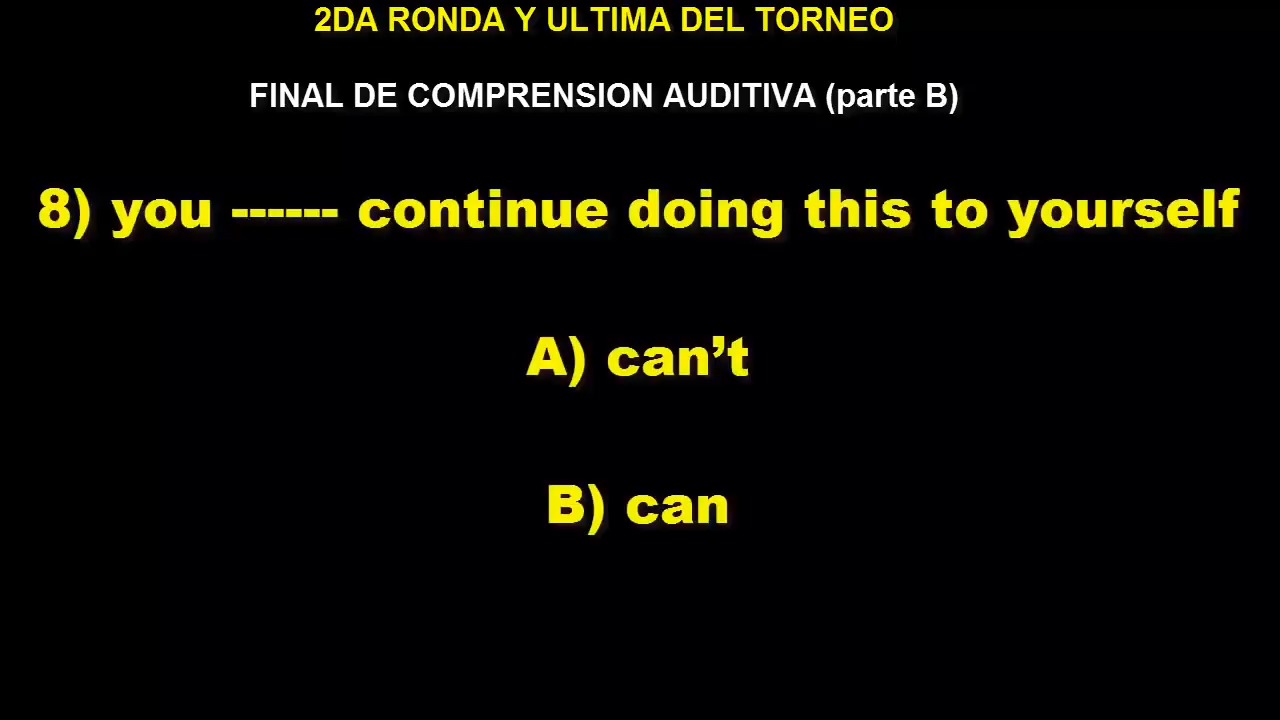 2DA RONDA Y ULTIMA DEL TORNEO
FINAL DE COMPRENSION AUDITIVA (parte B)
8) you ------ continue doing this to yourself
A) can’t
B) can